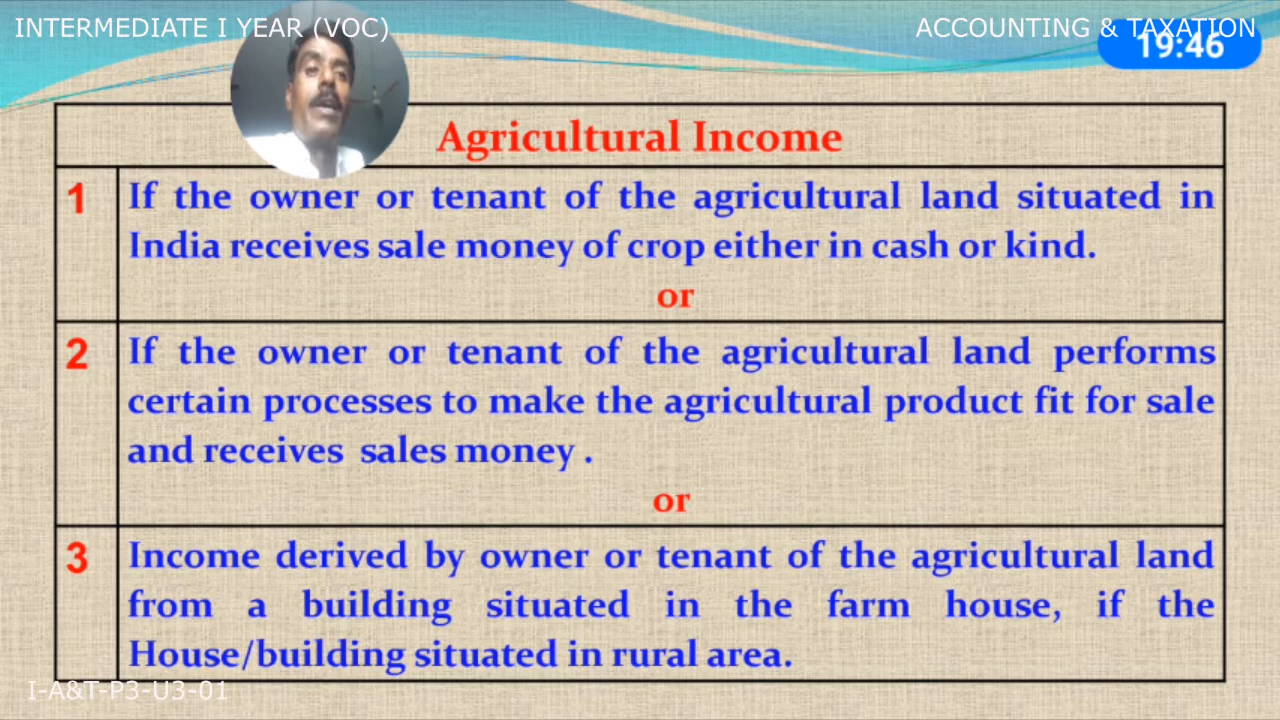 INTERMEDIATE I YEAR (VOC)
ACCOUNTING & TAXATION
19:46
Agricultural Income
1
If the owner or tenant of the agricultural land situated in
India receives sale money of crop either in cash or kind.
or
2
If the owner or tenant of the agricultural land performs
certain processes to make the agricultural product fit for sale
and receives sales money .
or
3
Income derived by owner or tenant of the agricultural land
from a building situated in the farm house, if the
House/building situated in rural area.
I-A&T-P3-U3-01